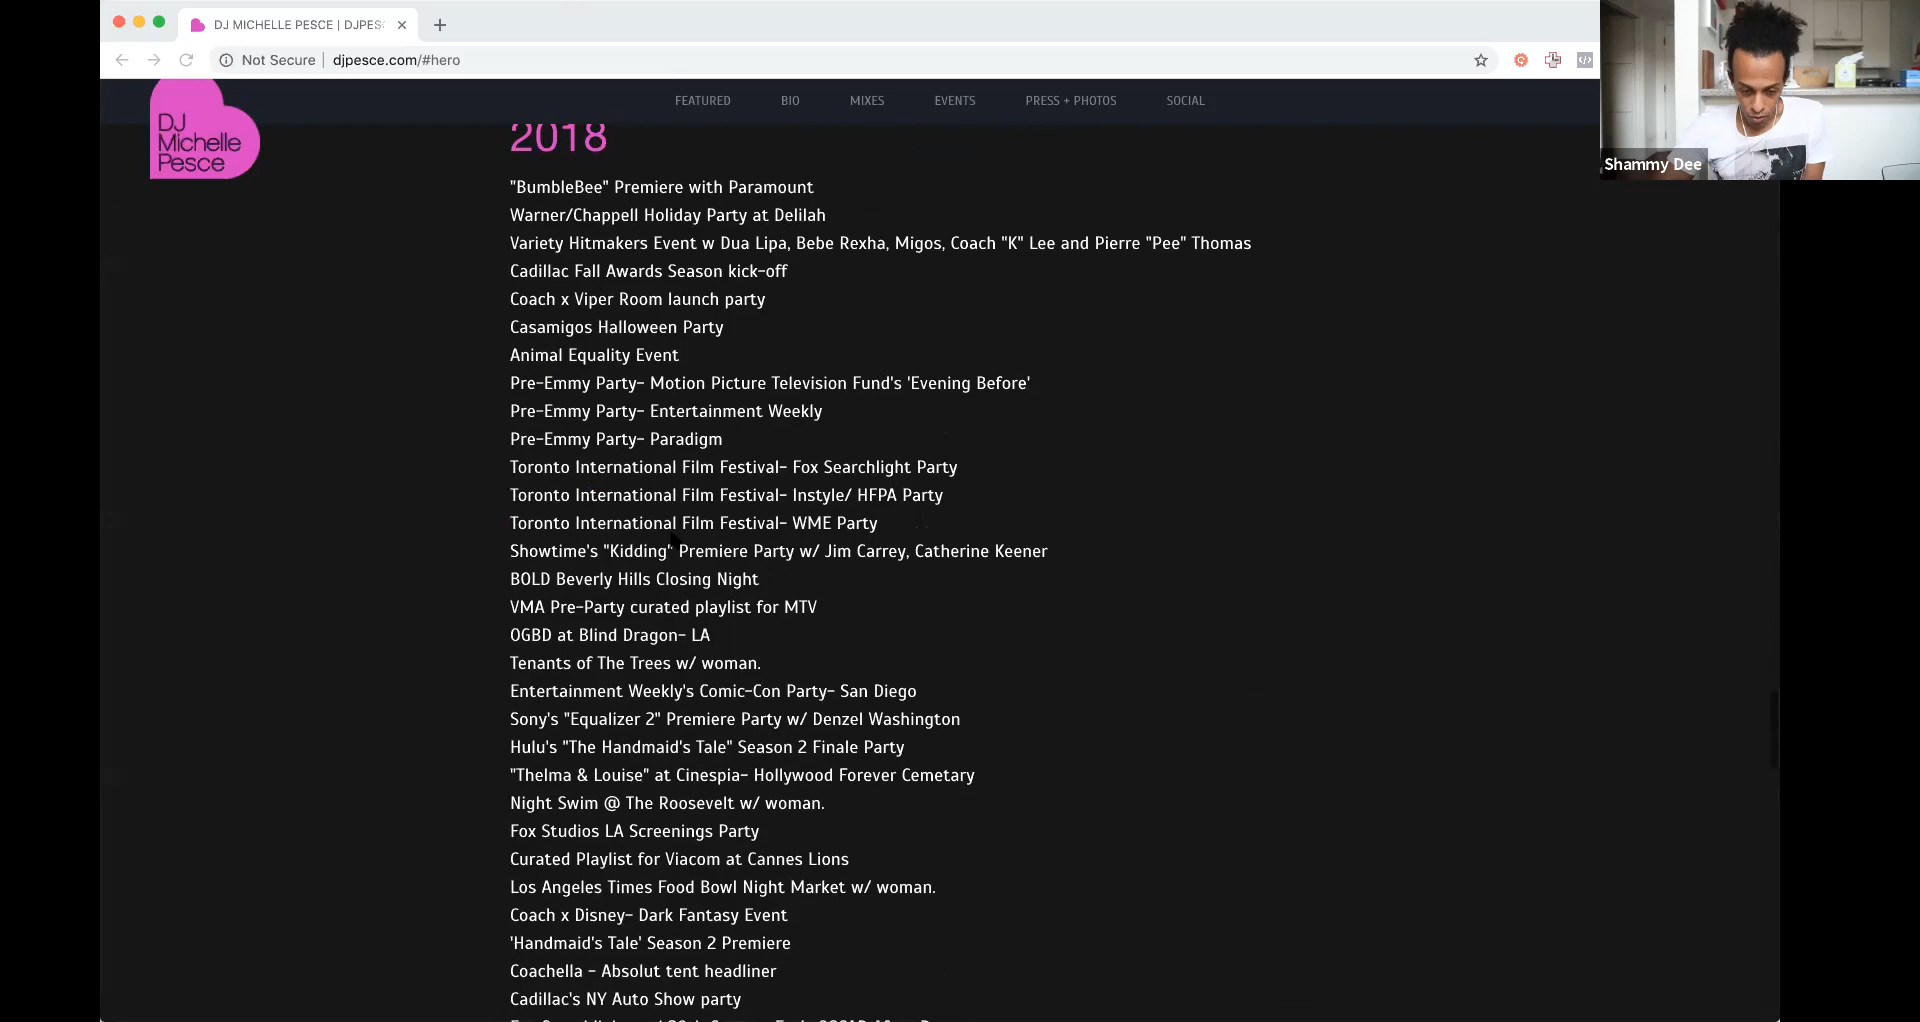 DJ MICHELLE PESCE | DJPES
Not Secure | djpesce.com/#hero
DJ
Michelle
Pesce
FEATURED BIO MIXES EVENTS PRESS + PHOTOS SOCIAL
Shammy Dee
2018
"BumbleBee" Premiere with Paramount
Warner/Chappell Holiday Party at Delilah
Variety Hitmakers Event w Dua Lipa, Bebe Rexha, Migos, Coach "K" Lee and Pierre "Pee" Thomas
Cadillac Fall Awards Season kick-off
Coach x Viper Room launch party
Casamigos Halloween Party
Animal Equality Event
Pre-Emmy Party- Motion Picture Television Fund's 'Evening Before'
Pre-Emmy Party- Entertainment Weekly
Pre-Emmy Party- Paradigm
Toronto International Film Festival- Fox Searchlight Party
Toronto International Film Festival- Instyle/ HFPA Party
Toronto International Film Festival- WME Party
Showtime's "Kidding" Premiere Party w/ Jim Carrey, Catherine Keener
BOLD Beverly Hills Closing Night
VMA Pre-Party curated playlist for MTV
OGBD at Blind Dragon- LA
Tenants of The Trees w/ woman.
Entertainment Weekly's Comic-Con Party- San Diego
Sony's "Equalizer 2" Premiere Party w/ Denzel Washington
Hulu's "The Handmaid's Tale" Season 2 Finale Party
"Thelma & Louise" at Cinespia- Hollywood Forever Cemetary
Night Swim @ The Roosevelt w/ woman.
Fox Studios LA Screenings Party
Curated Playlist for Viacom at Cannes Lions
Los Angeles Times Food Bowl Night Market w/ woman.
Coach x Disney- Dark Fantasy Event
'Handmaid's Tale' Season 2 Premiere
Coachella - Absolut tent headliner
Cadillac's NY Auto Show party